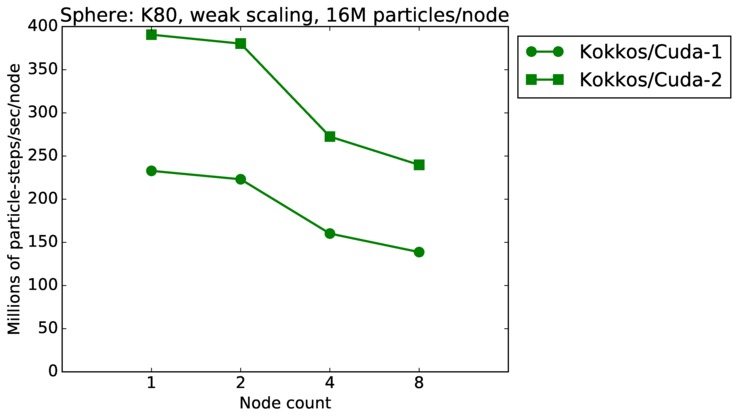 Sphere: K80, weak scaling, 16M particles/node
Kokkos/Cuda-1
Kokkos/Cuda-2
Millions of particle-steps/sec/node
400
350
300
250
200
150
100
50
0
1 2 4 8
Node count